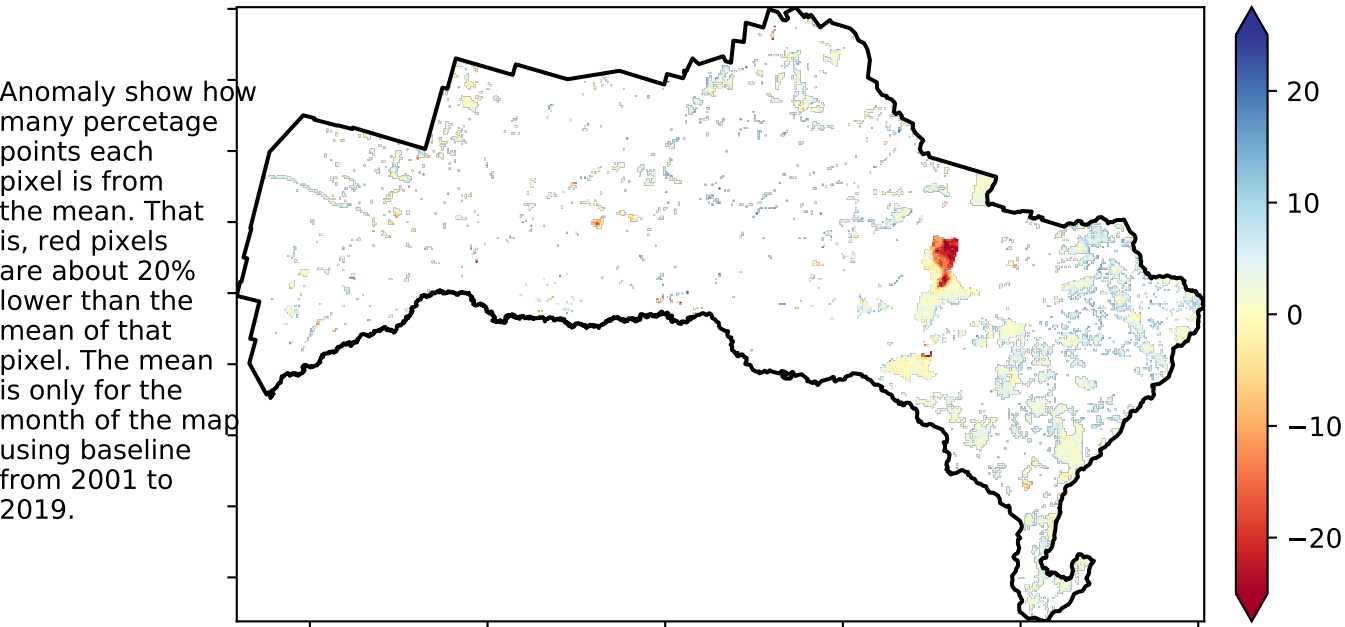 Anomaly show how
many percetage
points each
pixel is from
the mean. That
is, red pixels
are about 20%
lower than the
mean of that
pixel. The mean
is only for the
month of the map
using baseline
from 2001 to
2019.
20
10
0
−10
−20